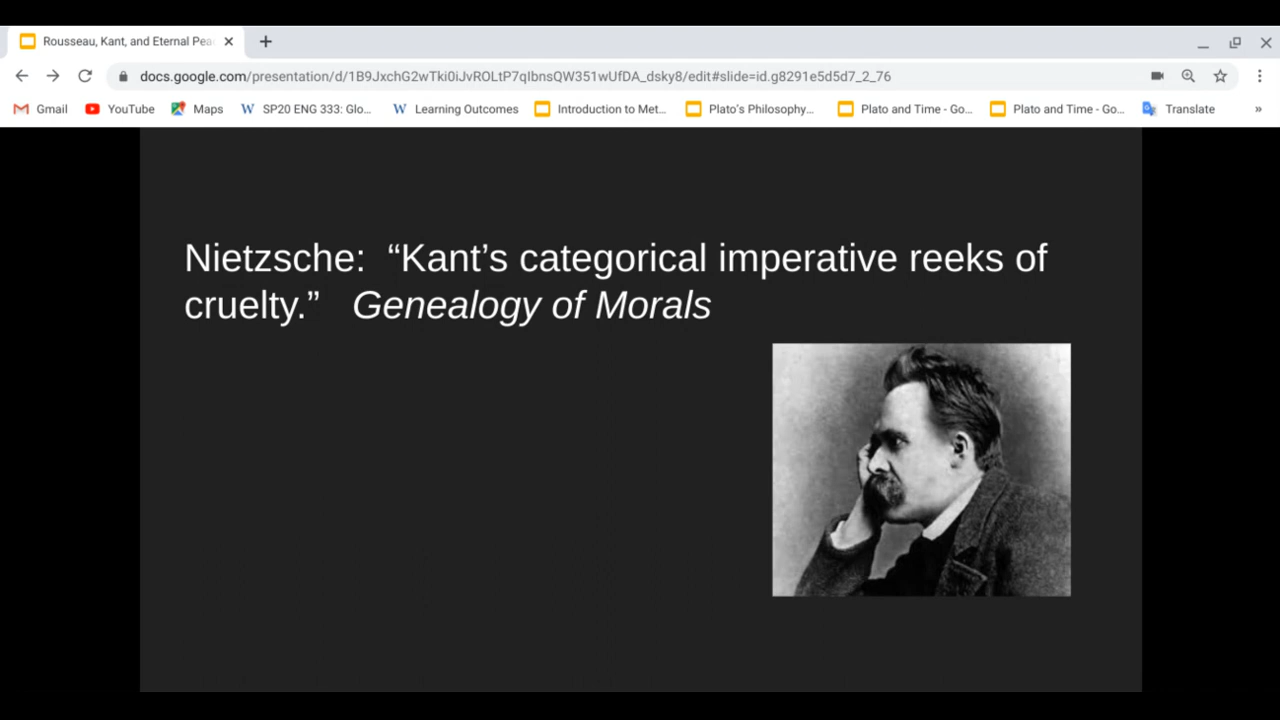 Rousseau, Kant, and Eternal Pea
docs.google.com/presentation/d/1B9JxchG2wTki0iJvROLtP7qIbnsQW351wUfDA_dsky8/edit#slide=id.g8291e5d5d7_2_76
Gmail YouTube Maps SP20 ENG 333: Glo... Learning Outcomes Introduction to Met... Plato's Philosophy... Plato and Time - Go... Plato and Time - Go... Translate »
Nietzsche: “Kant’s categorical imperative reeks of
cruelty.” Genealogy of Morals